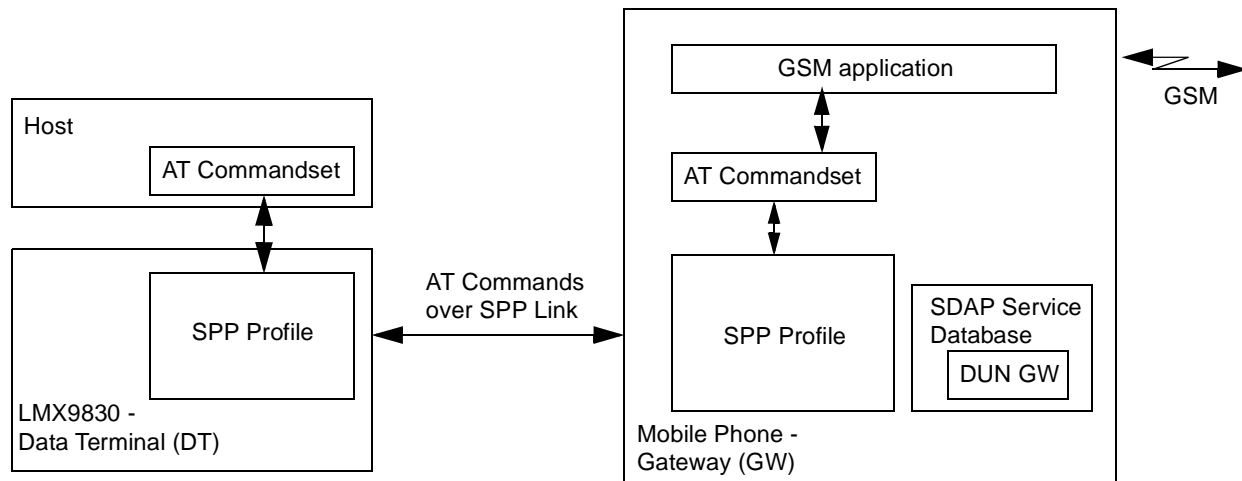 Host
AT Commandset
SPP Profile
LMX9830 -
Data Terminal (DT)
AT Commands
over SPP Link
GSM application
AT Commandset
SPP Profile
SDAP Service
Database
DUN GW
Mobile Phone -
Gateway (GW)
GSM